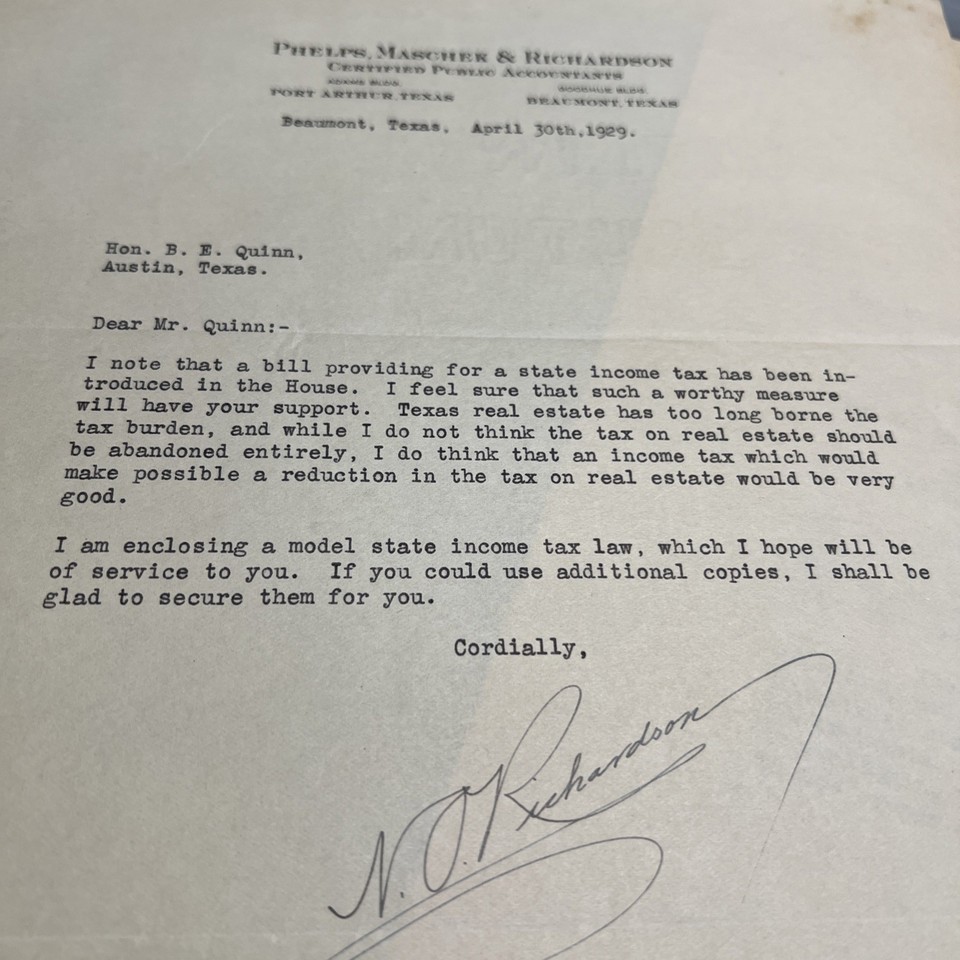 PHELPS, MASCHEK & RICHARDSON
CERTIFIED PUBLIC ACCOUNTANTS
ADAMS BLDG. GOODHUE BLDG.
PORT ARTHUR, TEXAS BEAUMONT, TEXAS
Beaumont, Texas, April 30th,1929.
Hon. B. E. Quinn,
Austin, Texas.
Dear Mr. Quinn:-
I note that a bill providing for a state income tax has been in-
troduced in the House. I feel sure that such a worthy measure
will have your support. Texas real estate has too long borne the
tax burden, and while I do not think the tax on real estate should
be abandoned entirely, I do think that an income tax which would
make possible a reduction in the tax on real estate would be very
good.
I am enclosing a model state income tax law, which I hope will be
of service to you. If you could use additional copies, I shall be
glad to secure them for you.
Cordially,
N. O. Richardson